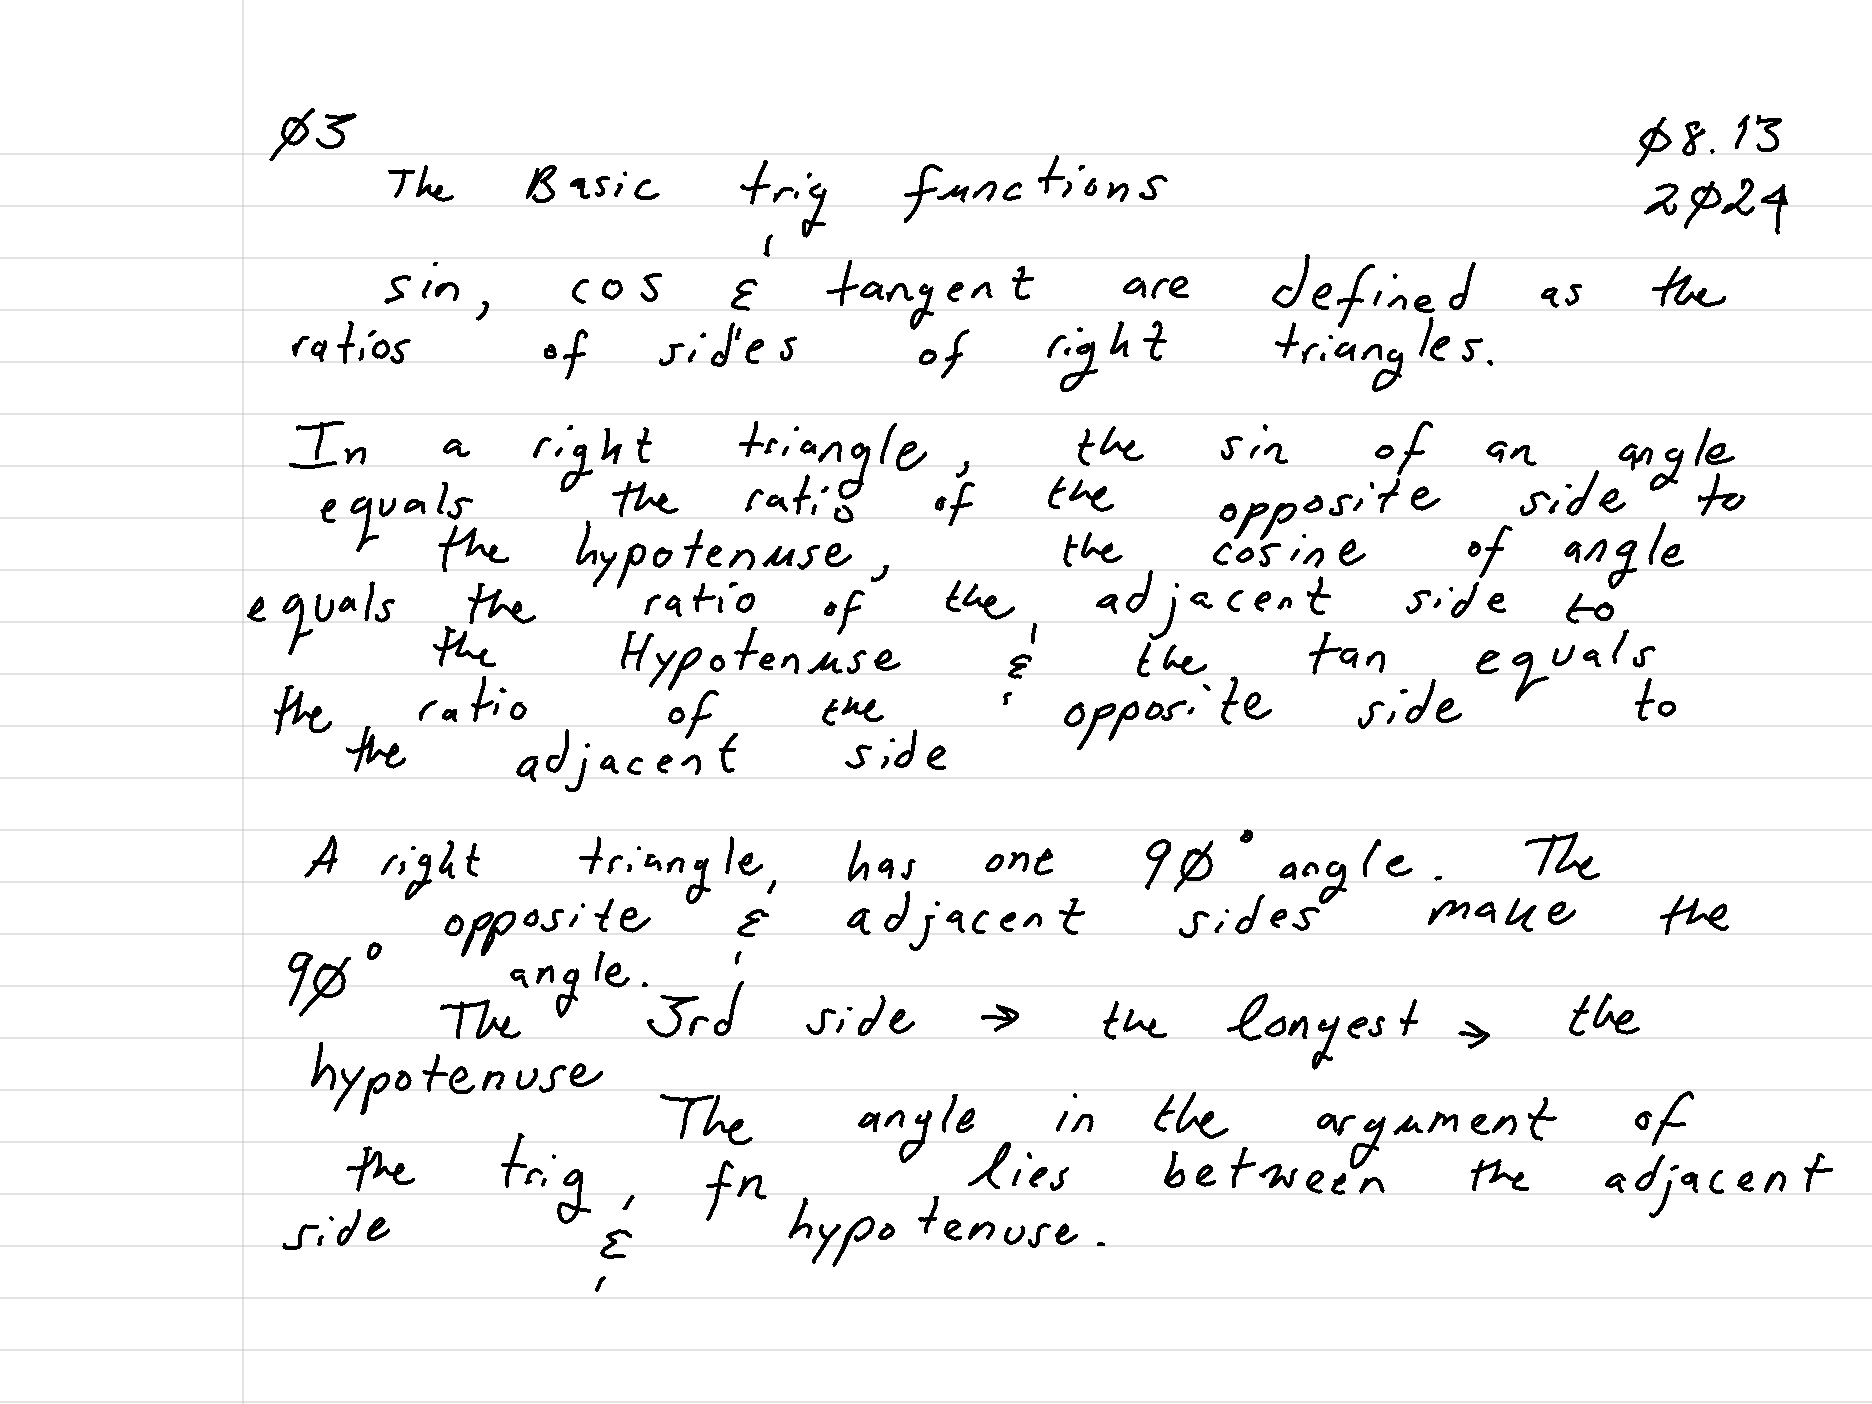 Ø3
Ø8.13
The Basic trig functions
2Ø24
sin, cos & tangent are defined as the
ratios of sides of right triangles.
In a right triangle, the sin of an angle
equals the ratio of the opposite side to
the hypotenuse, the cosine of angle
equals the ratio of the adjacent side to
the Hypotenuse & the tan equals
the ratio of the opposite side to
the adjacent side
A right triangle, has one 9Ø° angle. The
opposite & adjacent sides make the
9Ø° angle.
The 3rd side → the longest → the
hypotenuse
The angle in the argument of
the trig fn lies between the adjacent
side & hypotenuse.